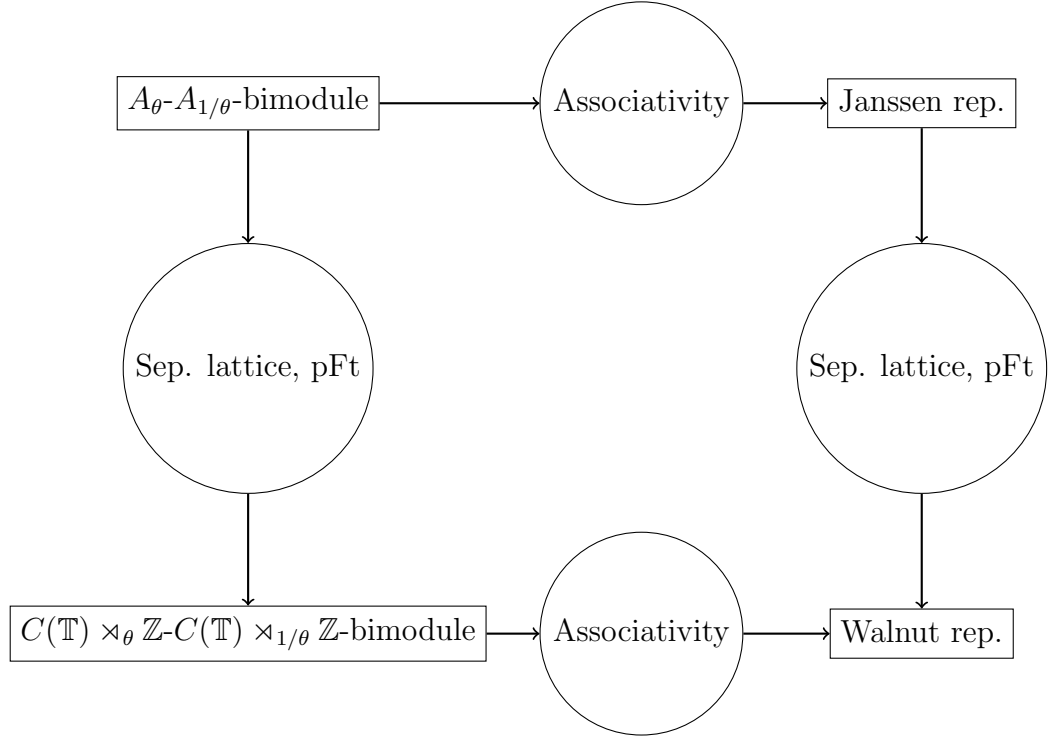 A_θ-A_{1/θ}-bimodule
Associativity
Janssen rep.
Sep. lattice, pFt
Sep. lattice, pFt
C(𝕋) ⋊_θ ℤ-C(𝕋) ⋊_{1/θ} ℤ-bimodule
Associativity
Walnut rep.